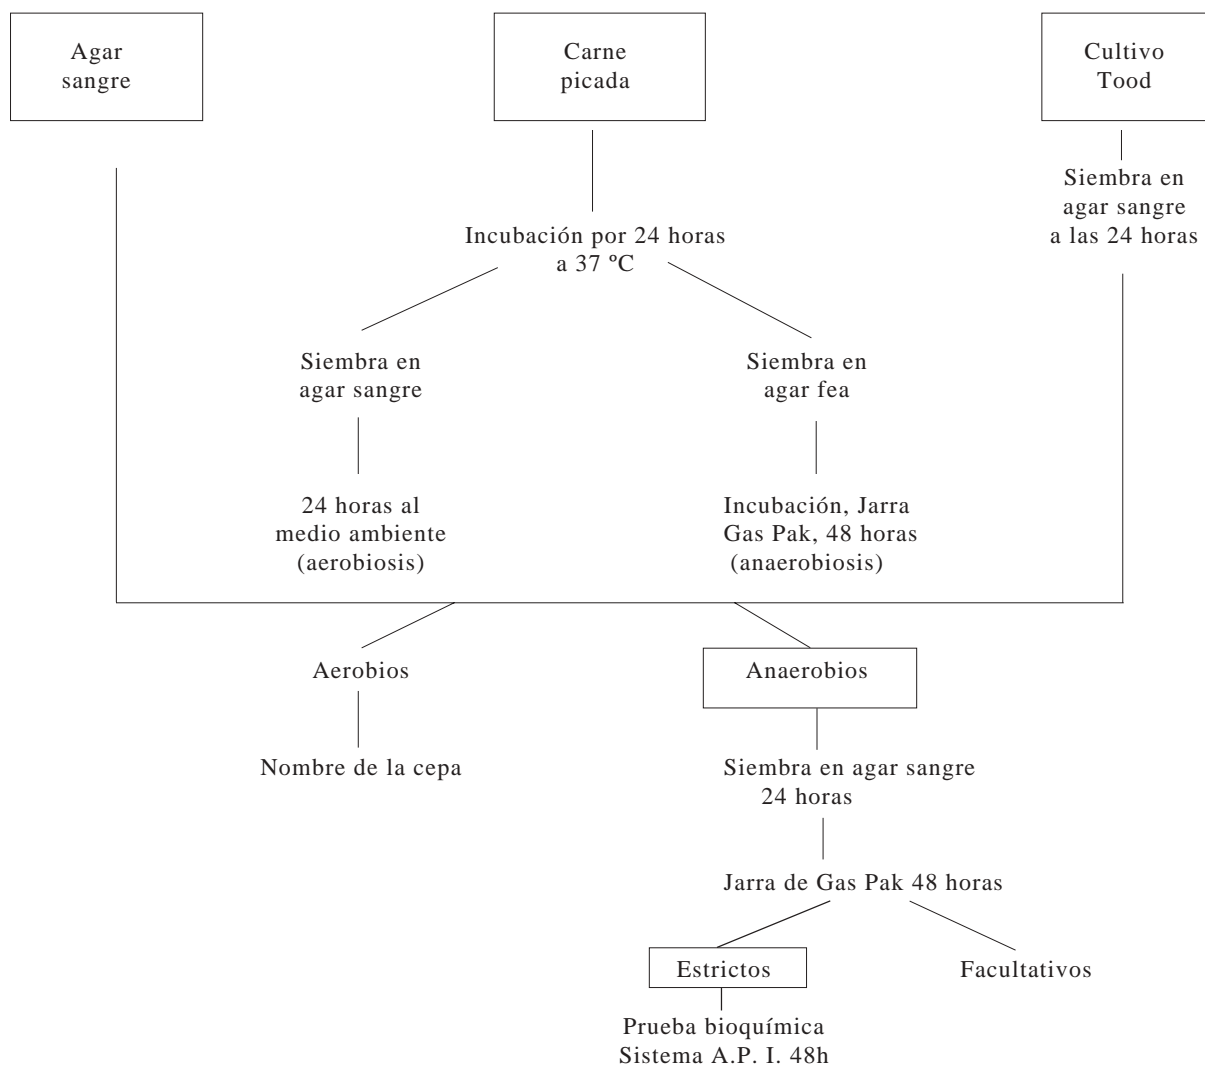 Agar
sangre
Carne
picada
Cultivo
Tood
Siembra en
agar sangre
a las 24 horas
Incubación por 24 horas
a 37 ºC
Siembra en
agar sangre
Siembra en
agar fea
24 horas al
medio ambiente
(aerobiosis)
Incubación, Jarra
Gas Pak, 48 horas
(anaerobiosis)
Aerobios
Anaerobios
Nombre de la cepa
Siembra en agar sangre
24 horas
Jarra de Gas Pak 48 horas
Estrictos
Facultativos
Prueba bioquímica
Sistema A.P. I. 48h